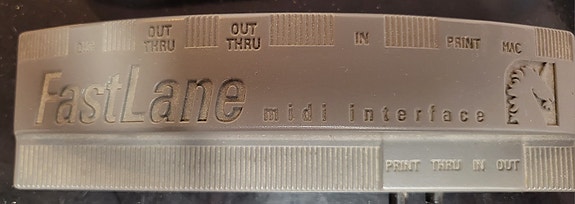 OUT THRU OUT THRU IN PRINT MAC
FastLane midi interface
PRINT THRU IN OUT